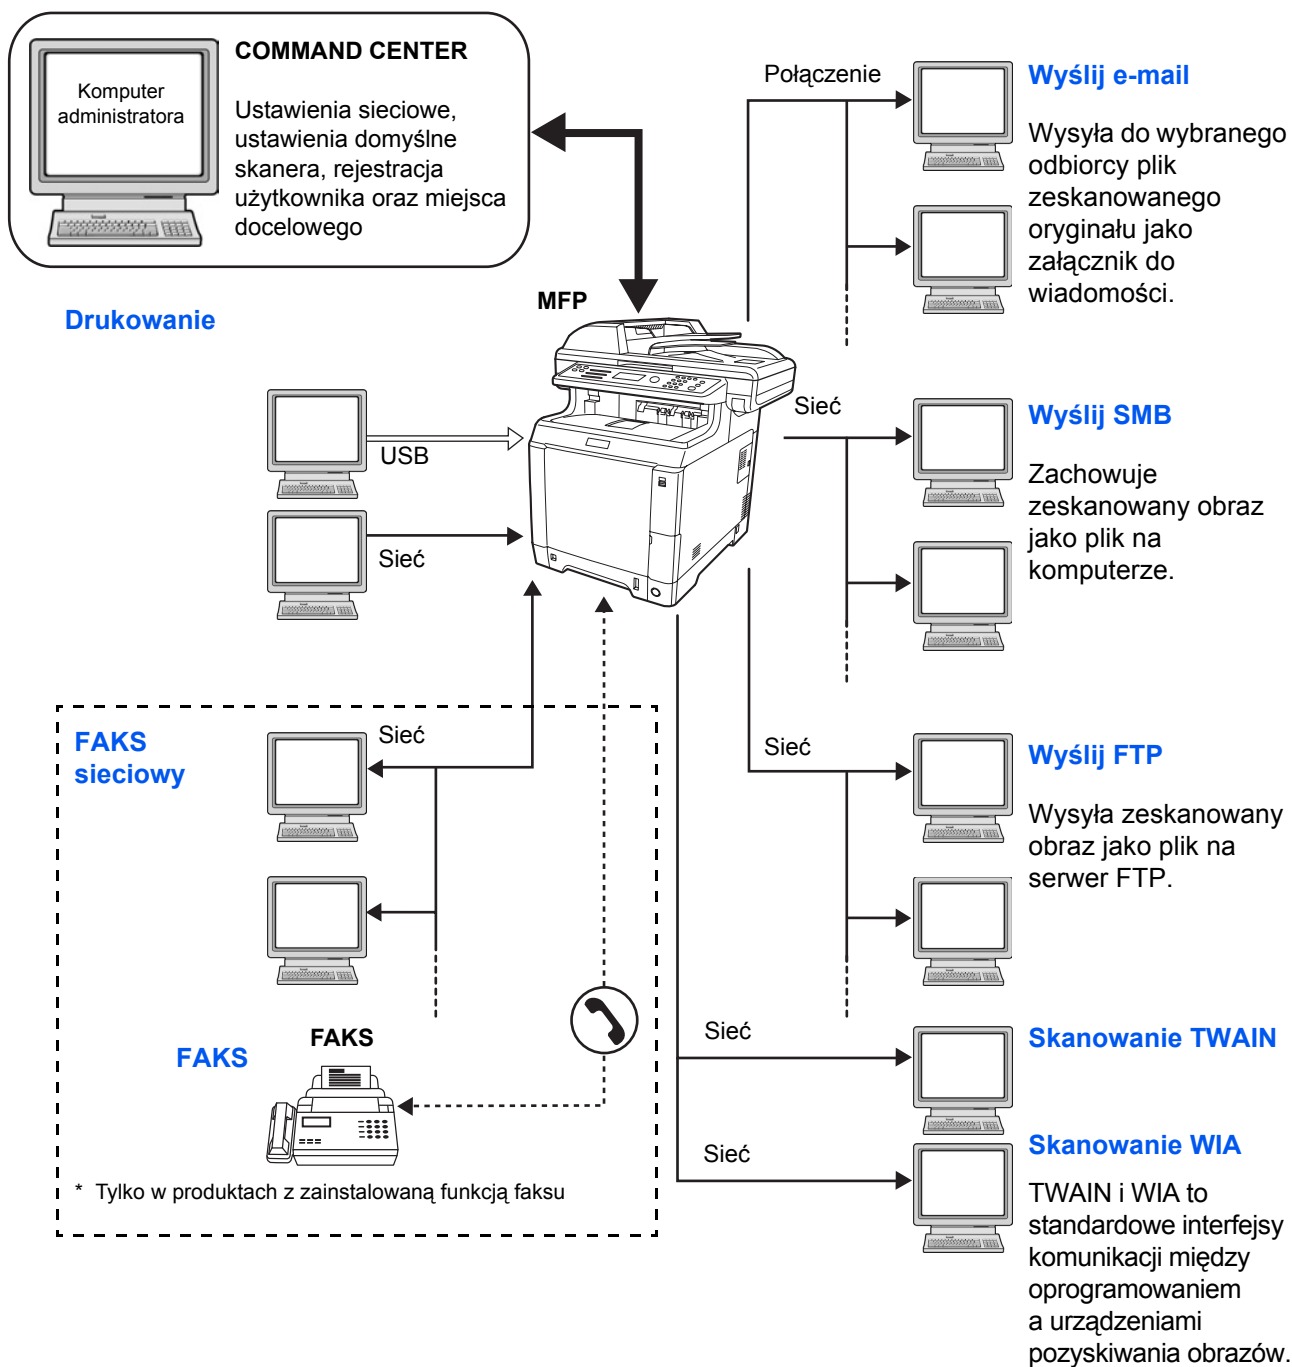 COMMAND CENTER
Komputer
administratora
Ustawienia sieciowe,
ustawienia domyślne
skanera, rejestracja
użytkownika oraz miejsca
docelowego
Połączenie
Wyślij e-mail
Wysyła do wybranego
odbiorcy plik
zeskanowanego
oryginału jako
załącznik do
wiadomości.
MFP
Drukowanie
USB
Sieć
Sieć
Wyślij SMB
Zachowuje
zeskanowany obraz
jako plik na
komputerze.
FAKS
sieciowy
Sieć
Sieć
Wyślij FTP
Wysyła zeskanowany
obraz jako plik na
serwer FTP.
FAKS
FAKS
* Tylko w produktach z zainstalowaną funkcją faksu
Sieć
Skanowanie TWAIN
Sieć
Skanowanie WIA
TWAIN i WIA to
standardowe interfejsy
komunikacji między
oprogramowaniem
a urządzeniami
pozyskiwania obrazów.